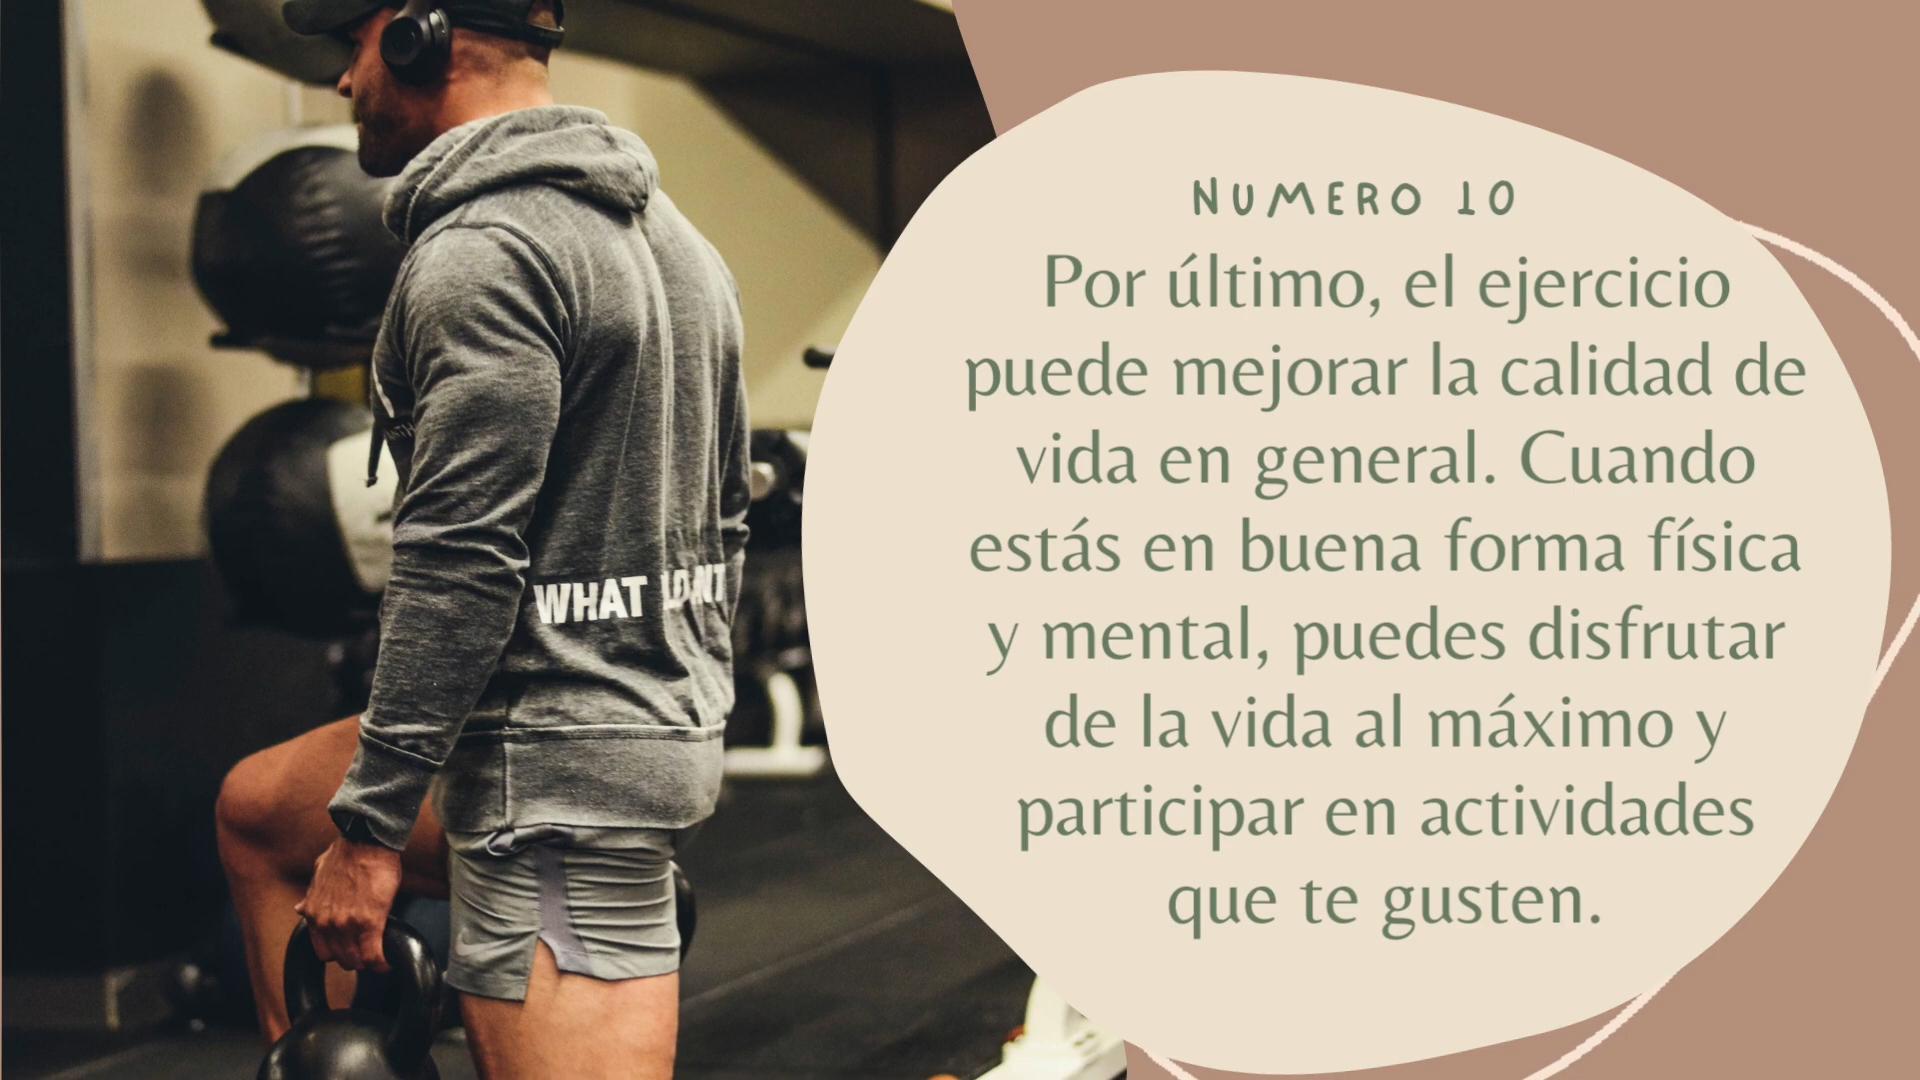 NUMERO 10
Por último, el ejercicio
puede mejorar la calidad de
vida en general. Cuando
estás en buena forma física
y mental, puedes disfrutar
de la vida al máximo y
participar en actividades
que te gusten.
WHAT